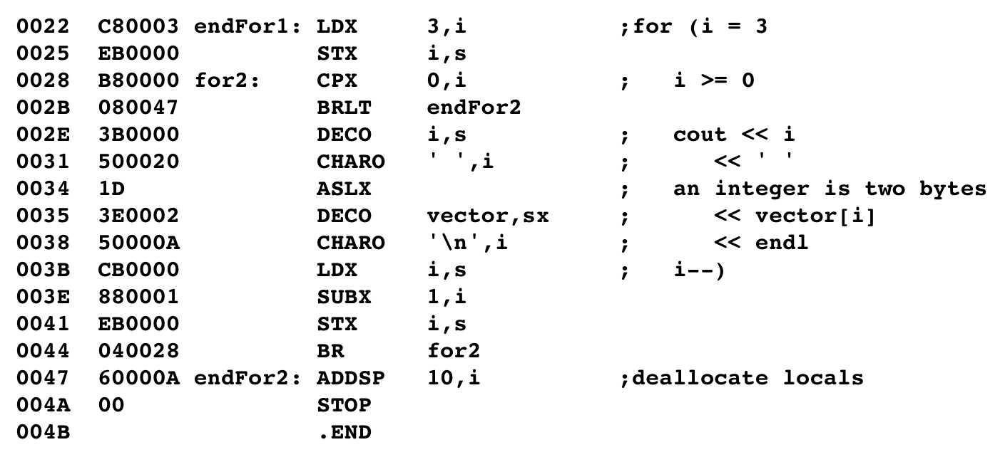 0022 C80003 endFor1: LDX 3,i ;for (i = 3
0025 EB0000 STX i,s
0028 B80000 for2: CPX 0,i ; i >= 0
002B 080047 BRLT endFor2
002E 3B0000 DECO i,s ; cout << i
0031 500020 CHARO ' ',i ; << ' '
0034 1D ASLX ; an integer is two bytes
0035 3E0002 DECO vector,sx ; << vector[i]
0038 50000A CHARO '\n',i ; << endl
003B CB0000 LDX i,s ; i--)
003E 880001 SUBX 1,i
0041 EB0000 STX i,s
0044 040028 BR for2
0047 60000A endFor2: ADDSP 10,i ;deallocate locals
004A 00 STOP
004B .END